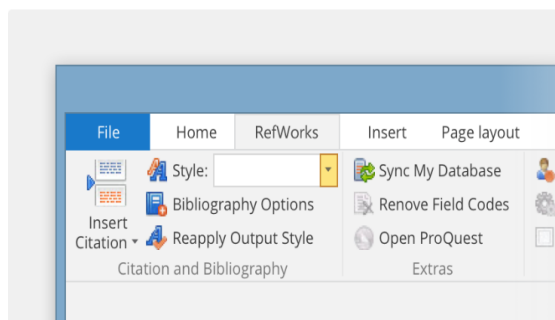 File Home RefWorks Insert Page layout
Style: Sync My Database
Bibliography Options Renove Field Codes
Insert
Citation Reapply Output Style Open ProQuest
Citation and Bibliography Extras